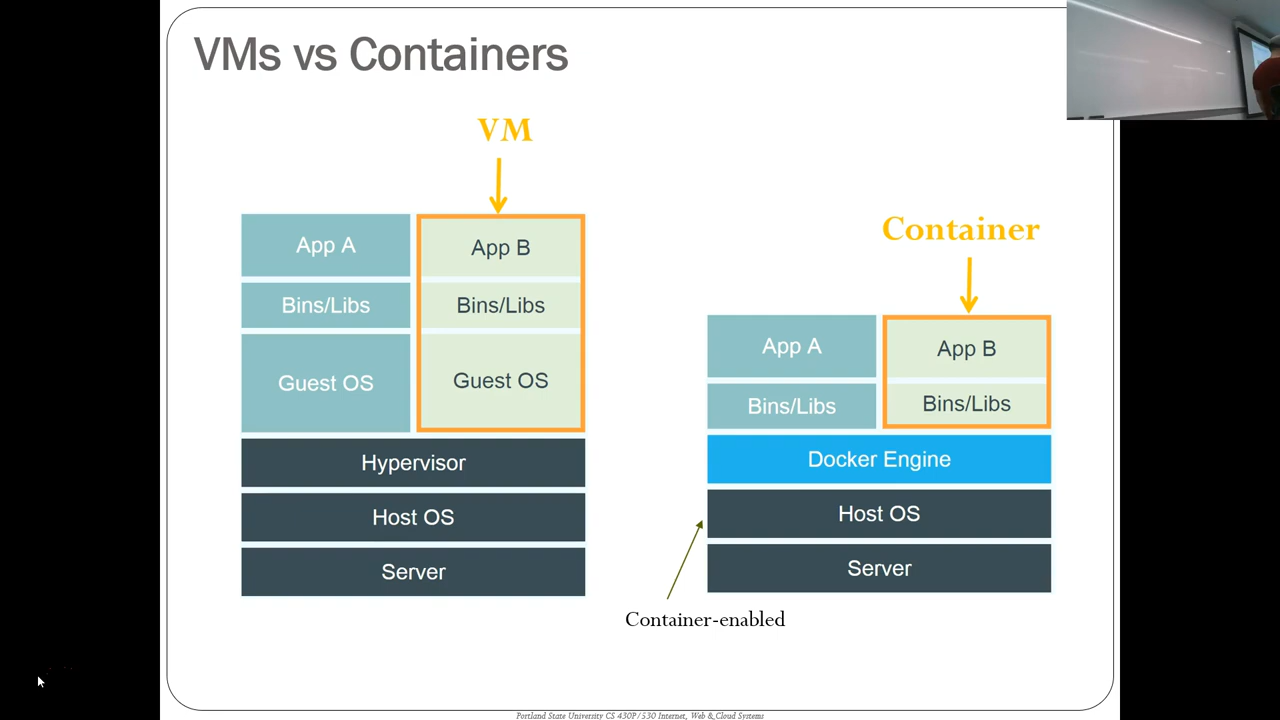 VMs vs Containers
VM
App A
App B
Bins/Libs
Bins/Libs
Guest OS
Guest OS
Hypervisor
Host OS
Server
Container
App A
App B
Bins/Libs
Bins/Libs
Docker Engine
Host OS
Server
Container-enabled
Portland State University CS 430P/530 Internet, Web & Cloud Systems